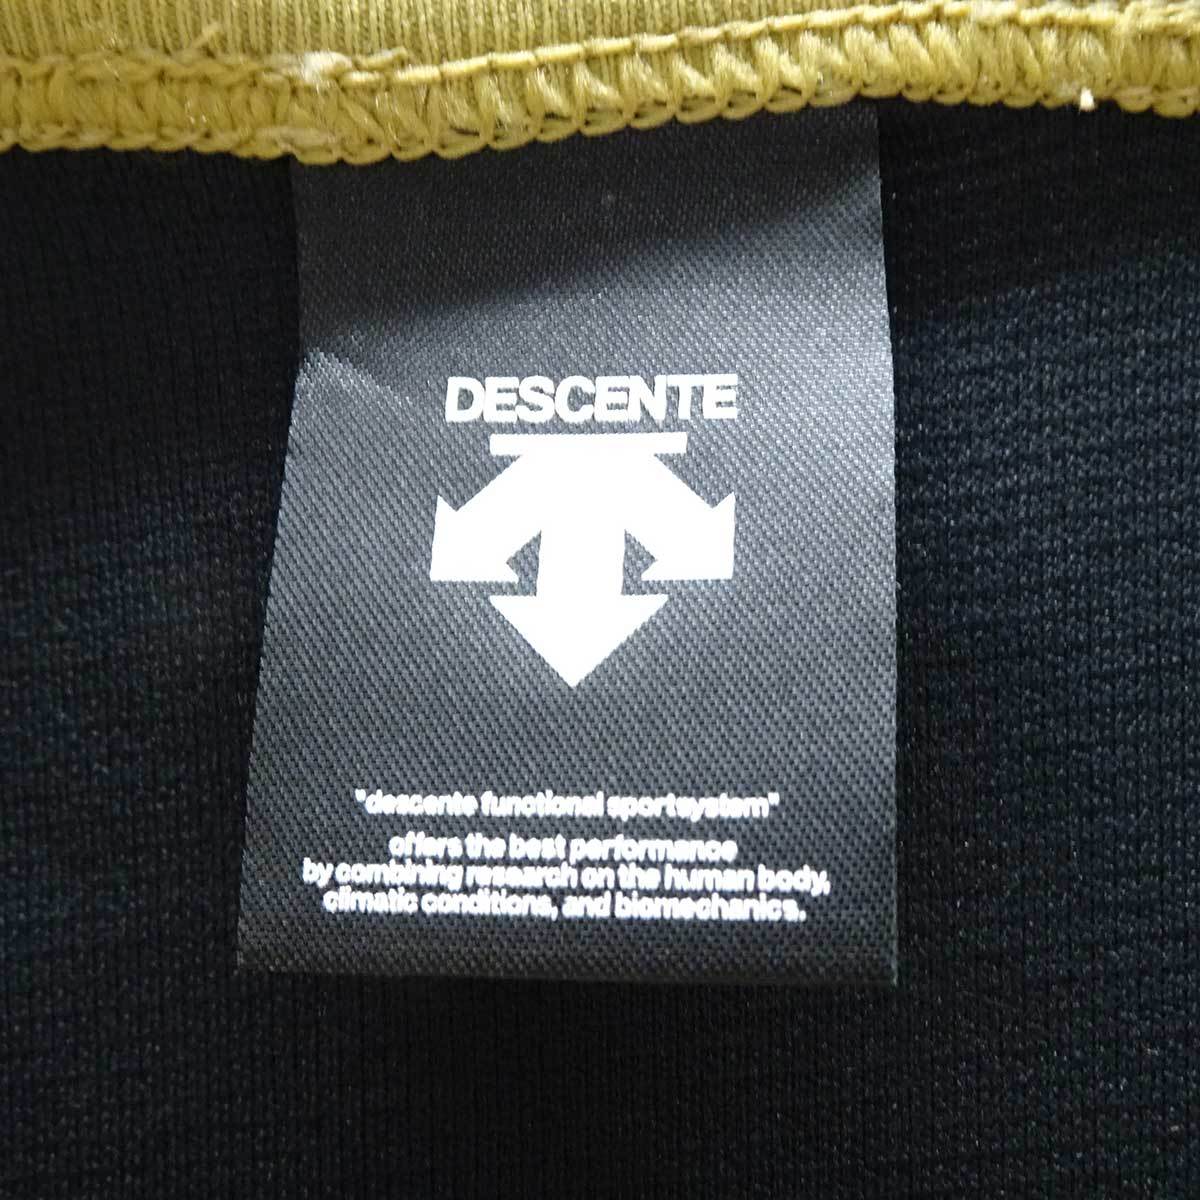 DESCENTE
"descente functional sportsystem"
offers the best performance
by combining research on the human body,
climatic conditions, and biomechanics.